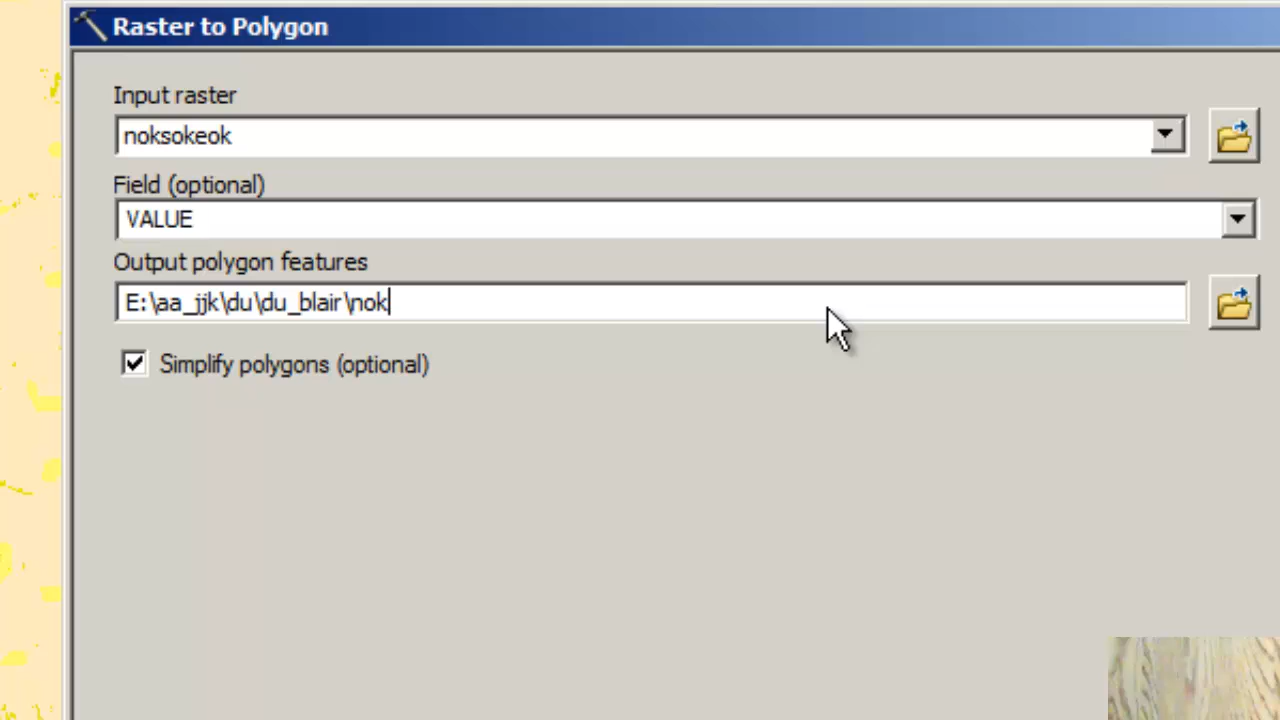 Raster to Polygon
Input raster
noksokeok
Field (optional)
VALUE
Output polygon features
E:\aa_jjk\du\du_blair\nok
Simplify polygons (optional)